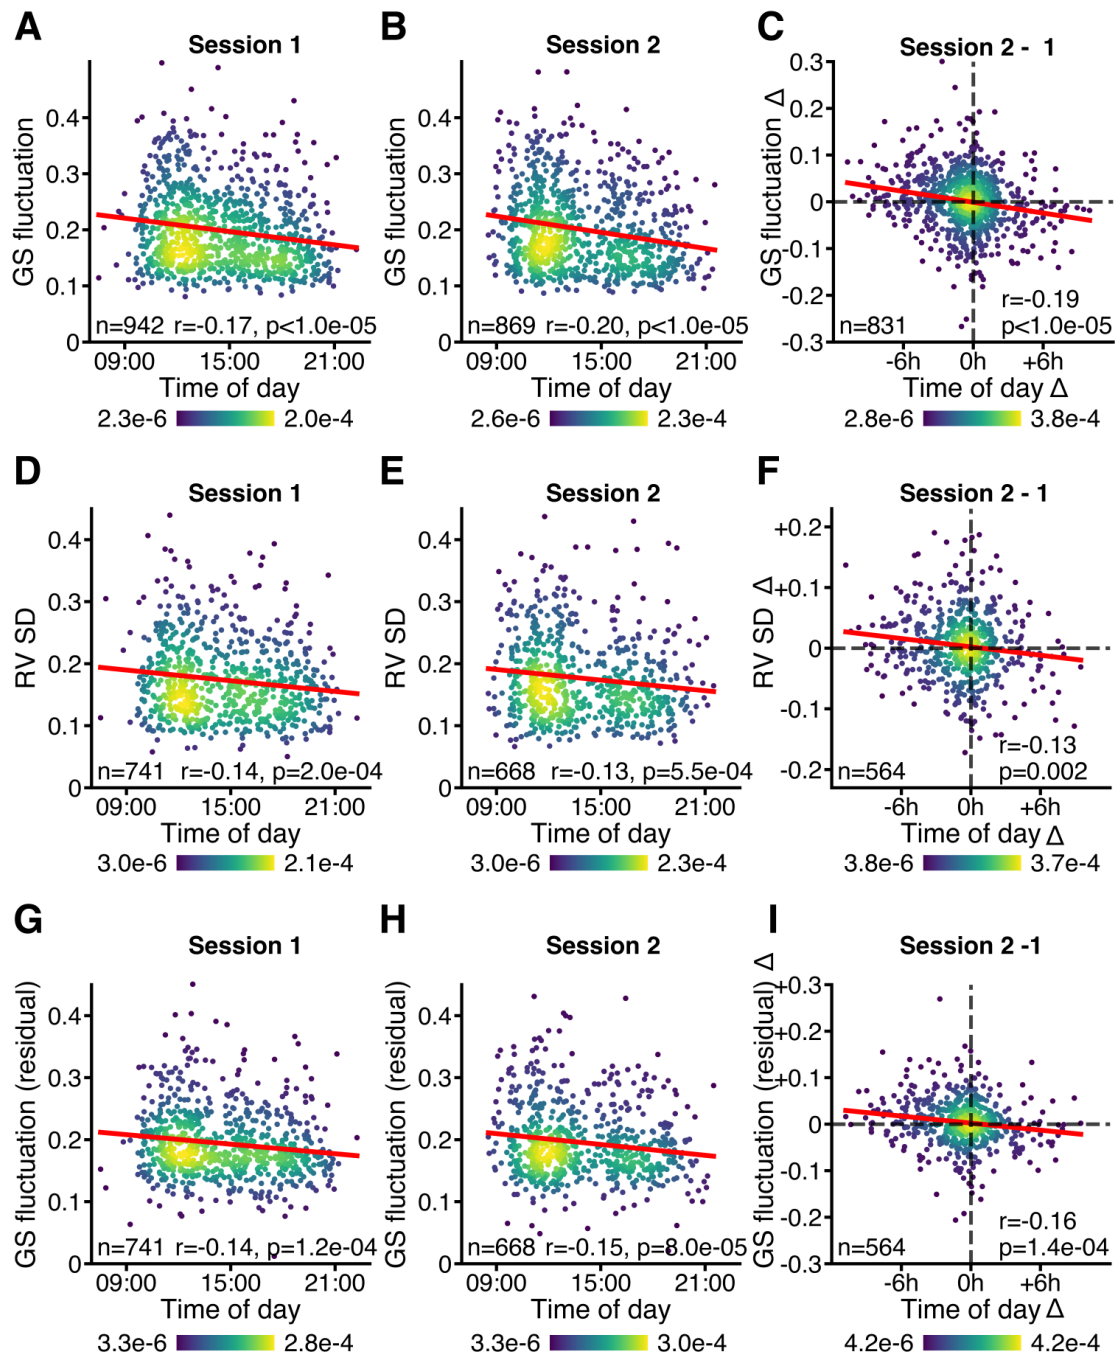 A
Session 1
GS fluctuation
0.4
0.3
0.2
0.1
0
n=942 r=-0.17, p<1.0e-05
09:00 15:00 21:00
Time of day
2.3e-6 2.0e-4
B
Session 2
GS fluctuation
0.4
0.3
0.2
0.1
0
n=869 r=-0.20, p<1.0e-05
09:00 15:00 21:00
Time of day
2.6e-6 2.3e-4
C
Session 2 - 1
GS fluctuation Δ
0.3
0.2
0.1
0
-0.1
-0.2
-0.3
r=-0.19
n=831 p<1.0e-05
-6h 0h +6h
Time of day Δ
2.8e-6 3.8e-4
D
Session 1
RV SD
0.4
0.3
0.2
0.1
0
n=741 r=-0.14, p=2.0e-04
09:00 15:00 21:00
Time of day
3.0e-6 2.1e-4
E
Session 2
RV SD
0.4
0.3
0.2
0.1
0
n=668 r=-0.13, p=5.5e-04
09:00 15:00 21:00
Time of day
3.0e-6 2.3e-4
F
Session 2 - 1
RV SD Δ
+0.2
+0.1
0
-0.1
-0.2
r=-0.13
n=564 p=0.002
-6h 0h +6h
Time of day Δ
3.8e-6 3.7e-4
G
Session 1
GS fluctuation (residual)
0.4
0.3
0.2
0.1
0
n=741 r=-0.14, p=1.2e-04
09:00 15:00 21:00
Time of day
3.3e-6 2.8e-4
H
Session 2
GS fluctuation (residual)
0.4
0.3
0.2
0.1
0
n=668 r=-0.15, p=8.0e-05
09:00 15:00 21:00
Time of day
3.3e-6 3.0e-4
I
Session 2 -1
GS fluctuation (residual) Δ
+0.3
+0.2
+0.1
0
-0.1
-0.2
-0.3
r=-0.16
n=564 p=1.4e-04
-6h 0h +6h
Time of day Δ
4.2e-6 4.2e-4